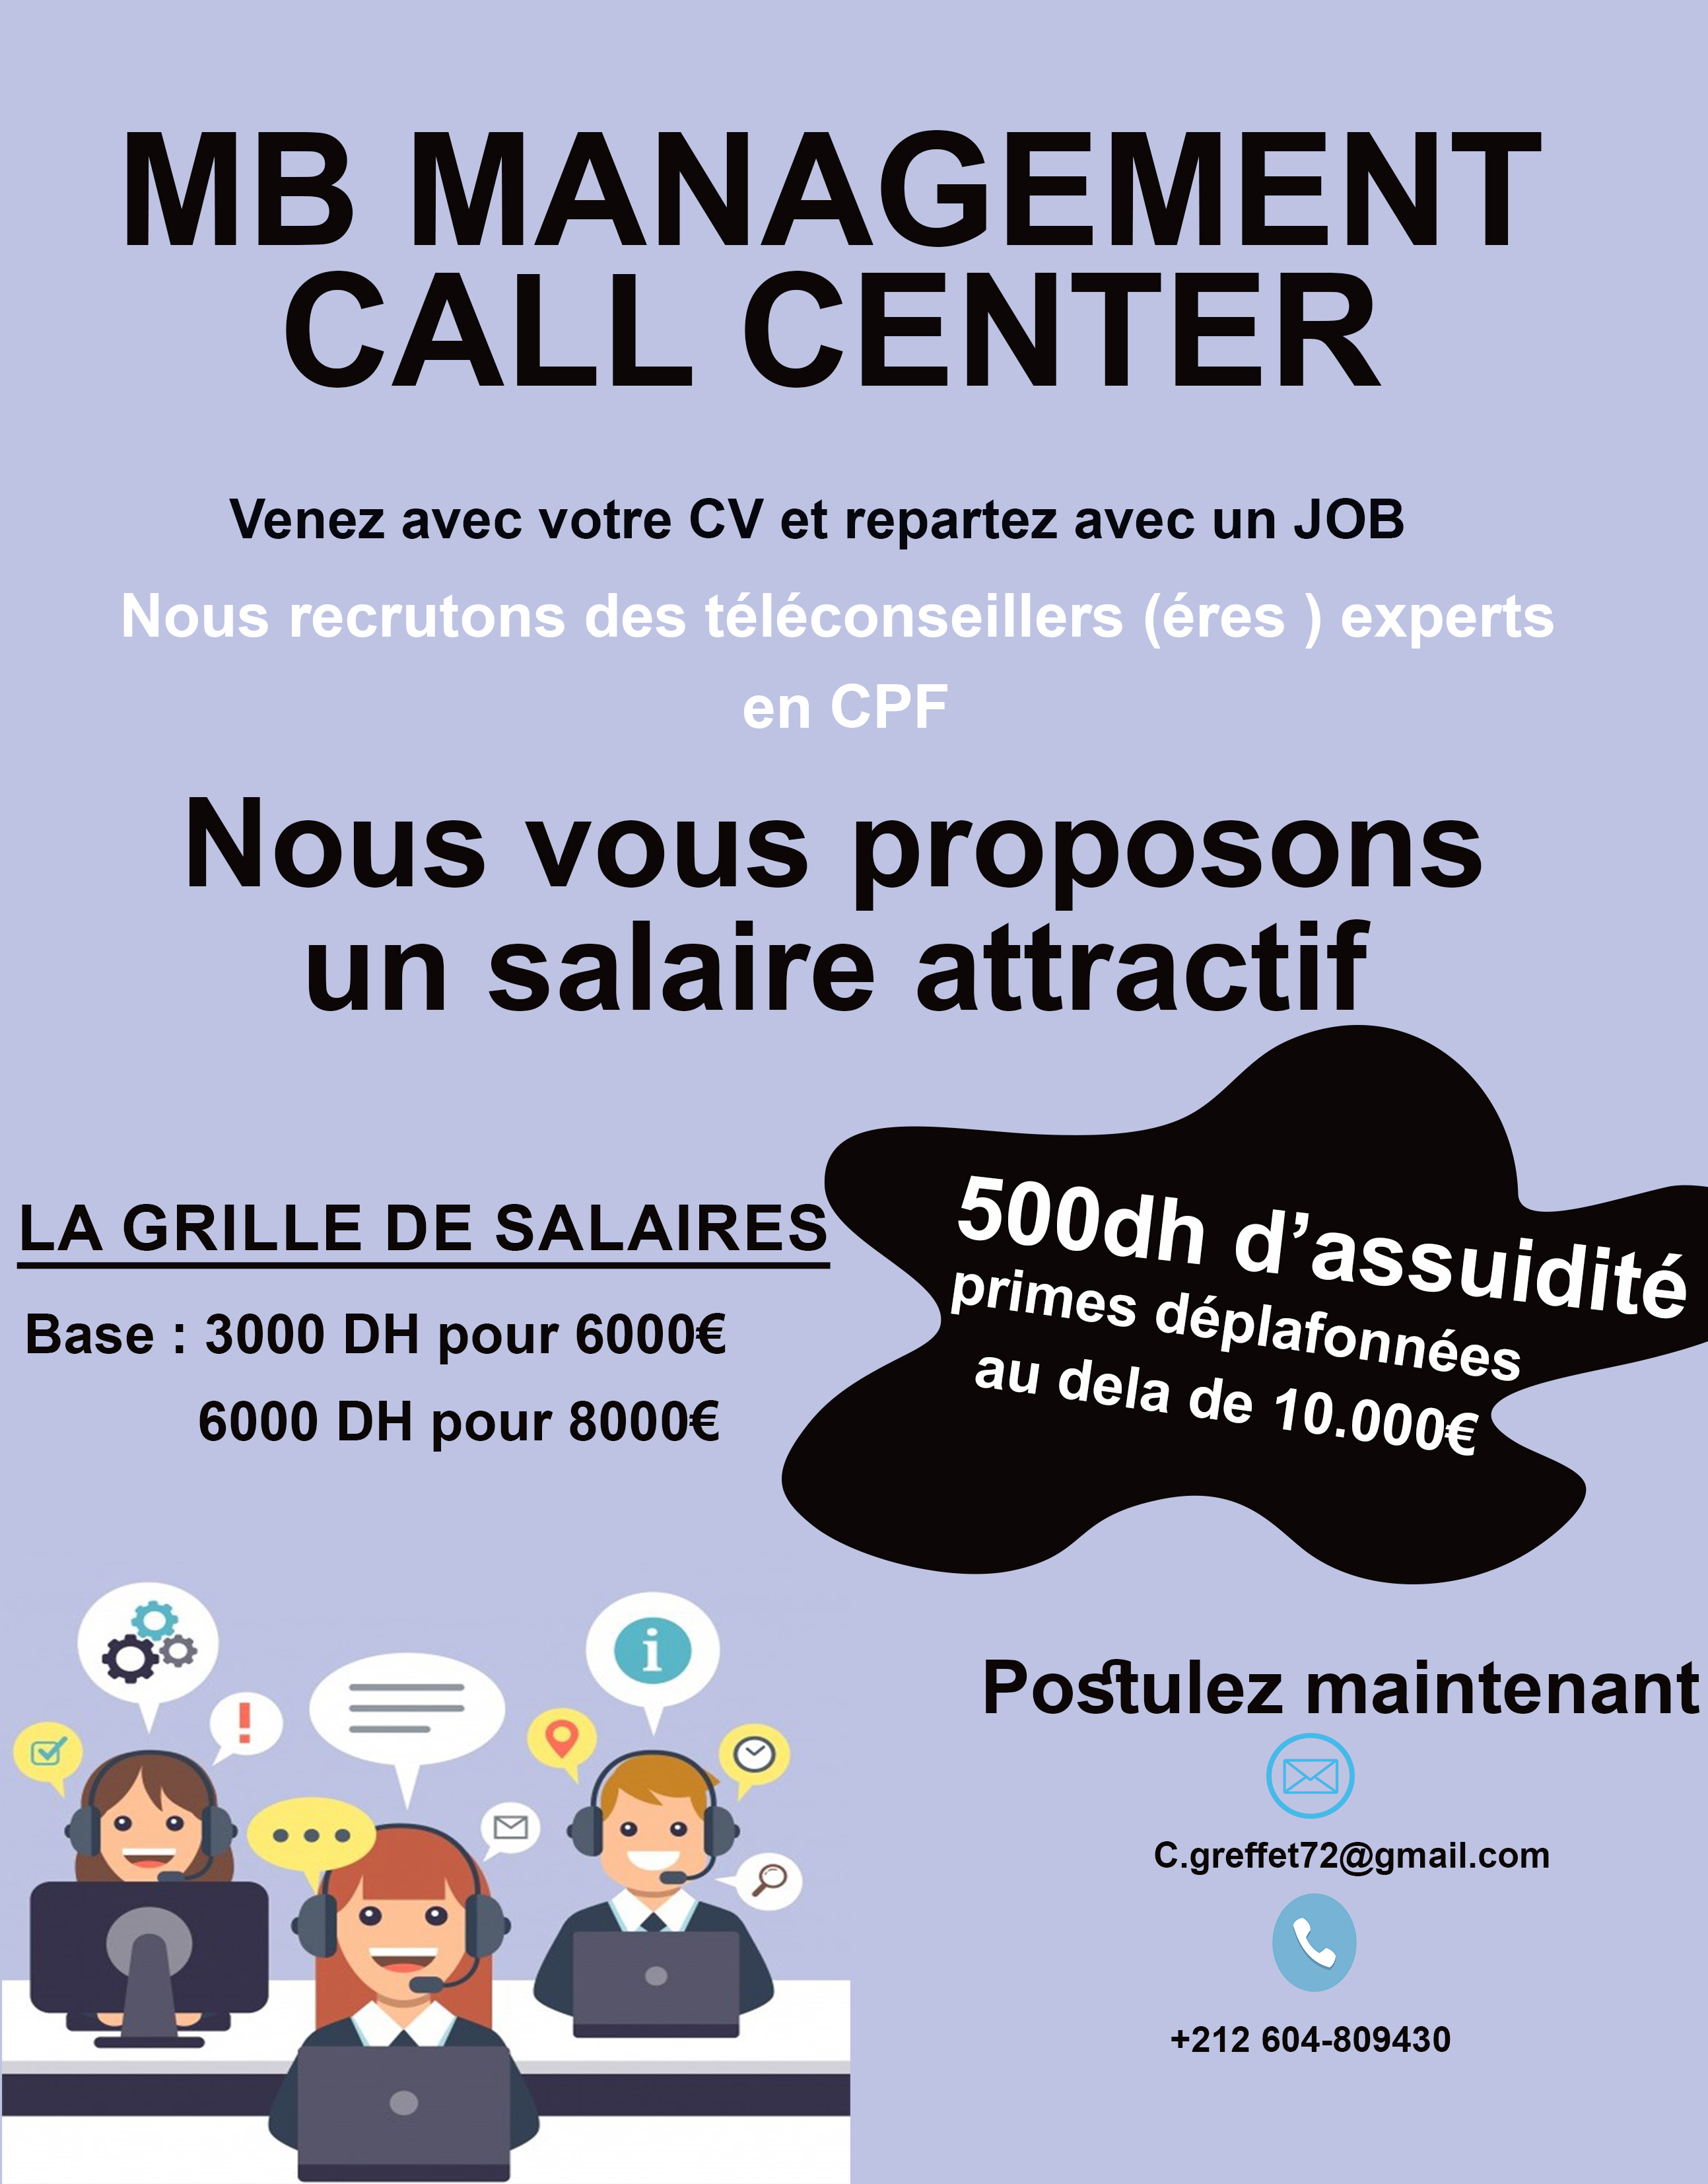 MB MANAGEMENT
CALL CENTER
Venez avec votre CV et repartez avec un JOB
Nous recrutons des téléconseillers (éres ) experts
en CPF
Nous vous proposons
un salaire attractif
LA GRILLE DE SALAIRES
Base : 3000 DH pour 6000€
6000 DH pour 8000€
500dh d’assuidité
primes déplafonnées
au dela de 10.000€
Postulez maintenant
C.greffet72@gmail.com
+212 604-809430